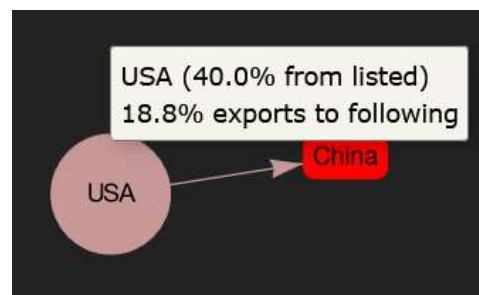 USA (40.0% from listed)
18.8% exports to following
China
USA